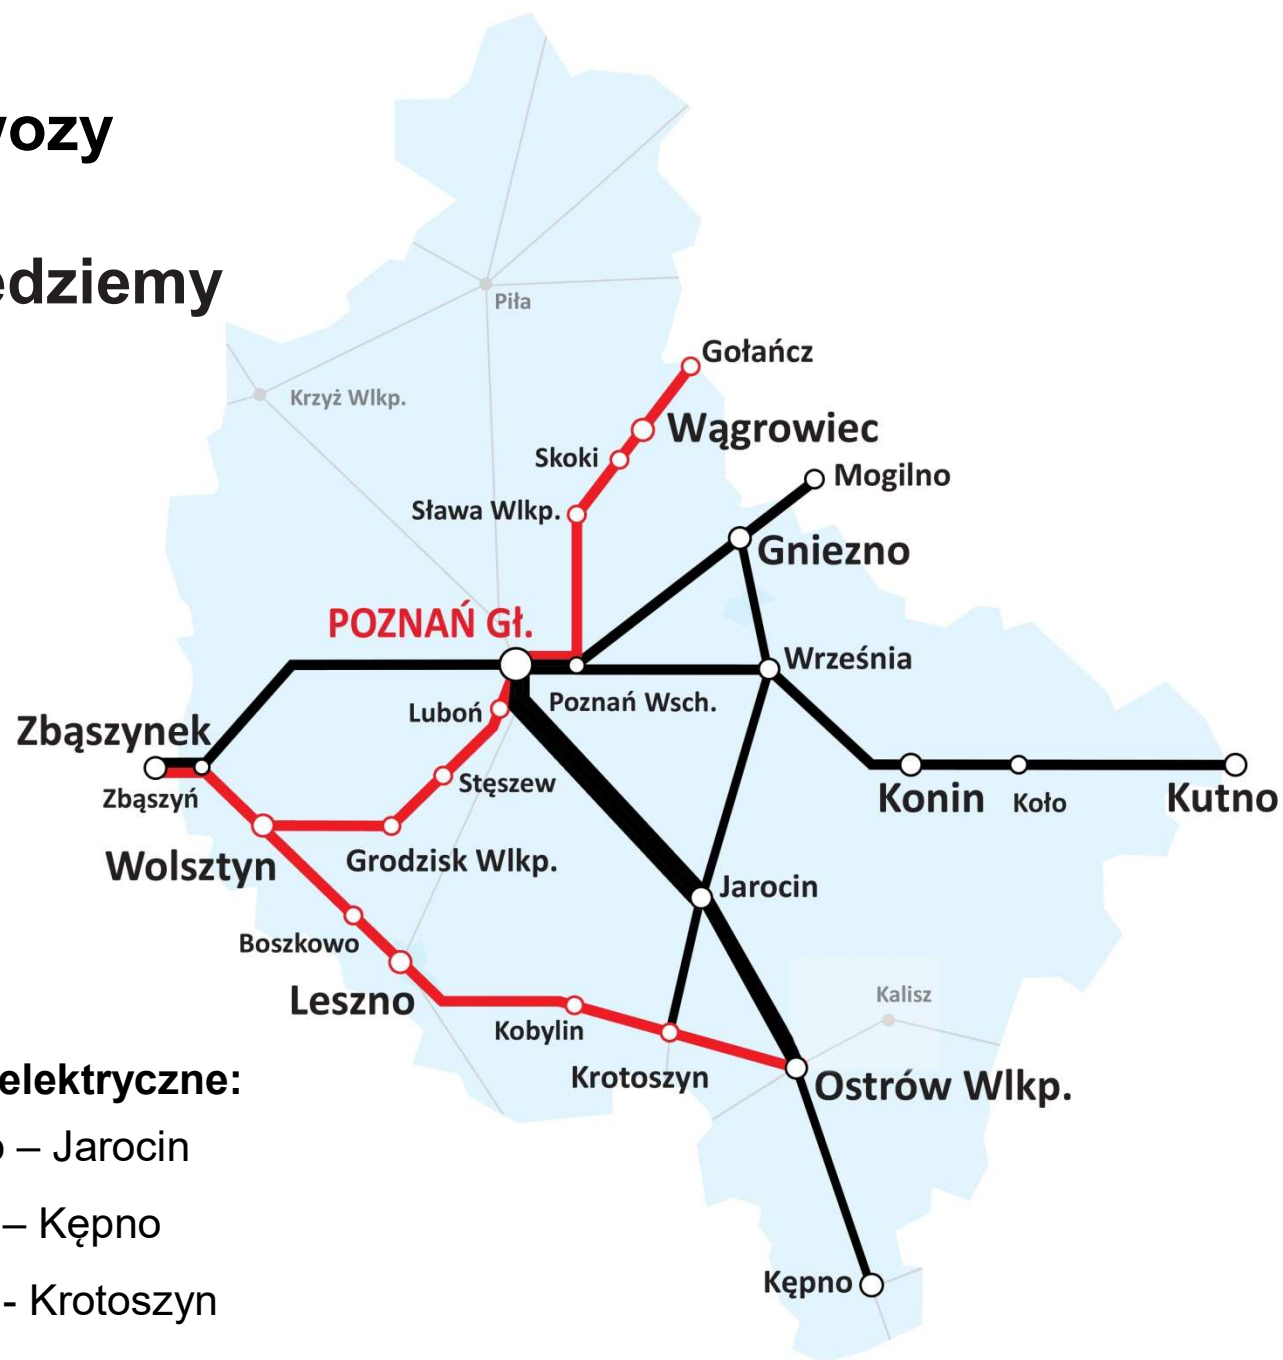 wozy
ędziemy
Piła
Gołańcz
Krzyż Wlkp.
Wągrowiec
Skoki
Mogilno
Sława Wlkp.
Gniezno
POZNAŃ Gł.
Września
Poznań Wsch.
Luboń
Zbąszynek
Stęszew
Zbąszyń
Konin
Koło
Kutno
Wolsztyn
Grodzisk Wlkp.
Jarocin
Boszkowo
Leszno
Kalisz
Kobylin
Krotoszyn
Ostrów Wlkp.
elektryczne:
– Jarocin
– Kępno
- Krotoszyn
Kępno